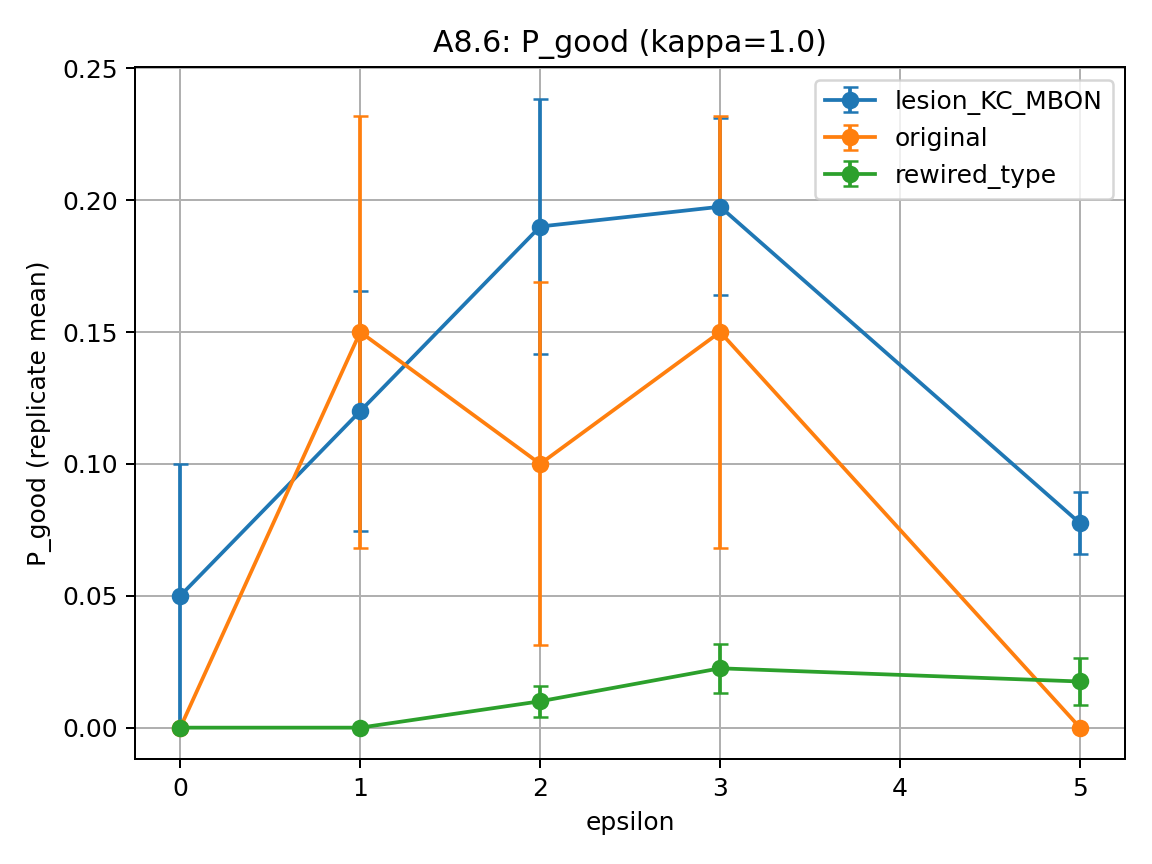 A8.6: P_good (kappa=1.0)
0.25
0.20
0.15
0.10
0.05
0.00
P_good (replicate mean)
lesion_KC_MBON
original
rewired_type
0 1 2 3 4 5
epsilon